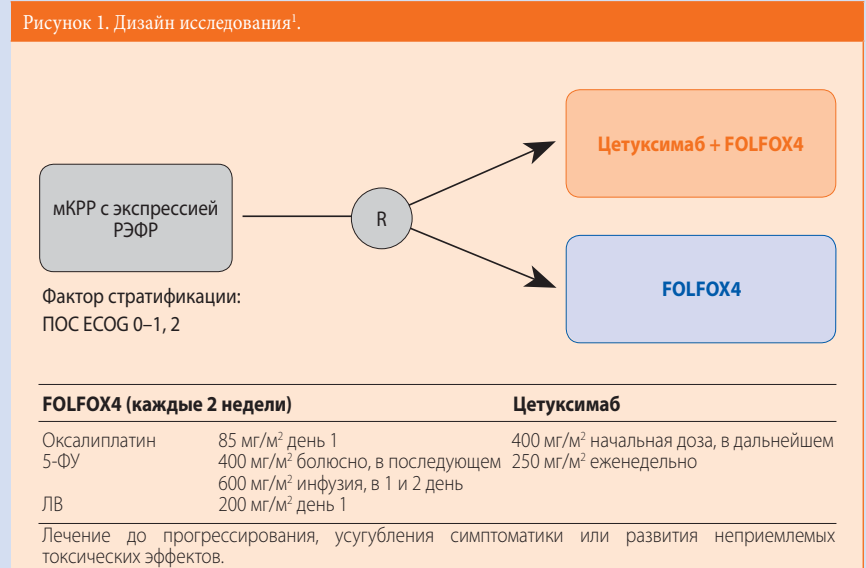 Рисунок 1. Дизайн исследования¹.
Цетуксимаб + FOLFOX4
мКРР с экспрессией
РЭФР
R
FOLFOX4
Фактор стратификации:
ПОС ECOG 0–1, 2
FOLFOX4 (каждые 2 недели) Цетуксимаб
Оксалиплатин 85 мг/м² день 1 400 мг/м² начальная доза, в дальнейшем
5-ФУ 400 мг/м² болюсно, в последующем 250 мг/м² еженедельно
600 мг/м² инфузия, в 1 и 2 день
ЛВ 200 мг/м² день 1
Лечение до прогрессирования, усугубления симптоматики или развития неприемлемых
токсических эффектов.